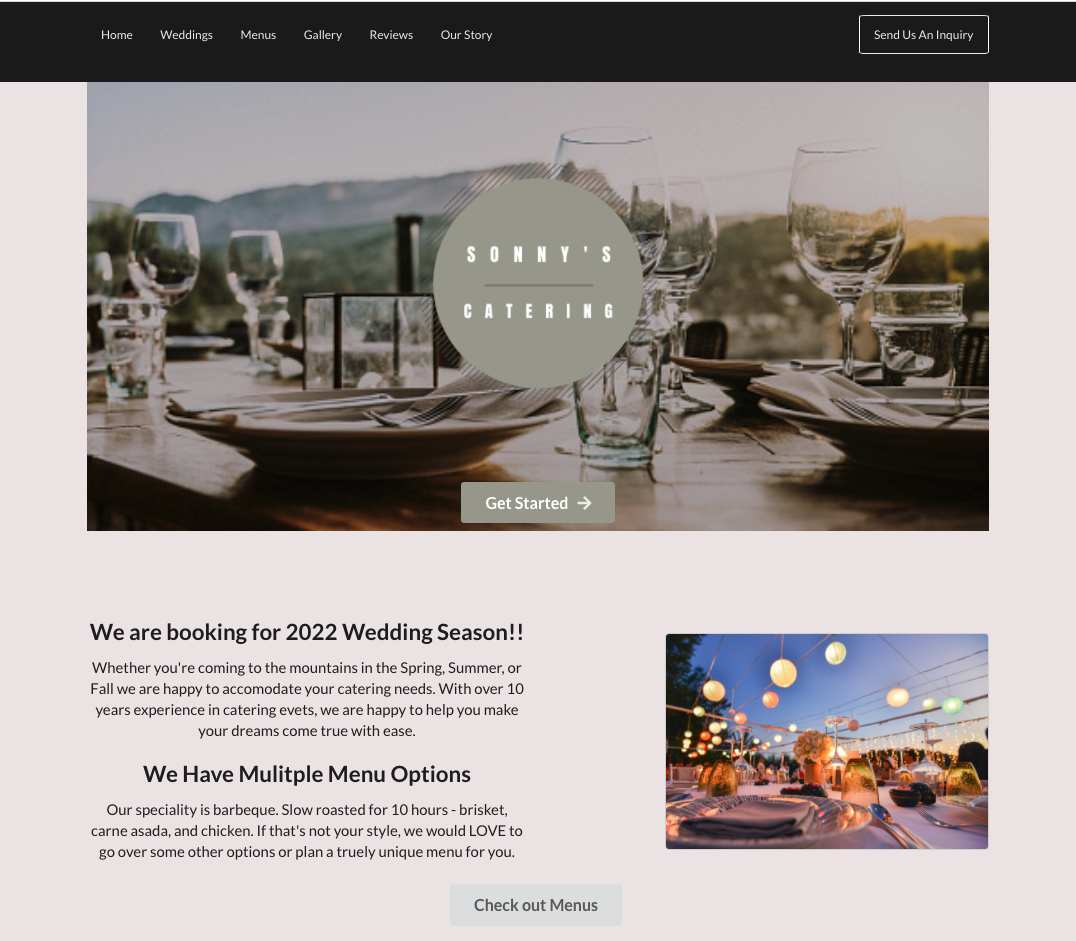 Home Weddings Menus Gallery Reviews Our Story Send Us An Inquiry
SONNY'S
CATERING
Get Started →
We are booking for 2022 Wedding Season!!
Whether you're coming to the mountains in the Spring, Summer, or
Fall we are happy to accomodate your catering needs. With over 10
years experience in catering evets, we are happy to help you make
your dreams come true with ease.
We Have Mulitple Menu Options
Our speciality is barbeque. Slow roasted for 10 hours - brisket,
carne asada, and chicken. If that's not your style, we would LOVE to
go over some other options or plan a truely unique menu for you.
Check out Menus